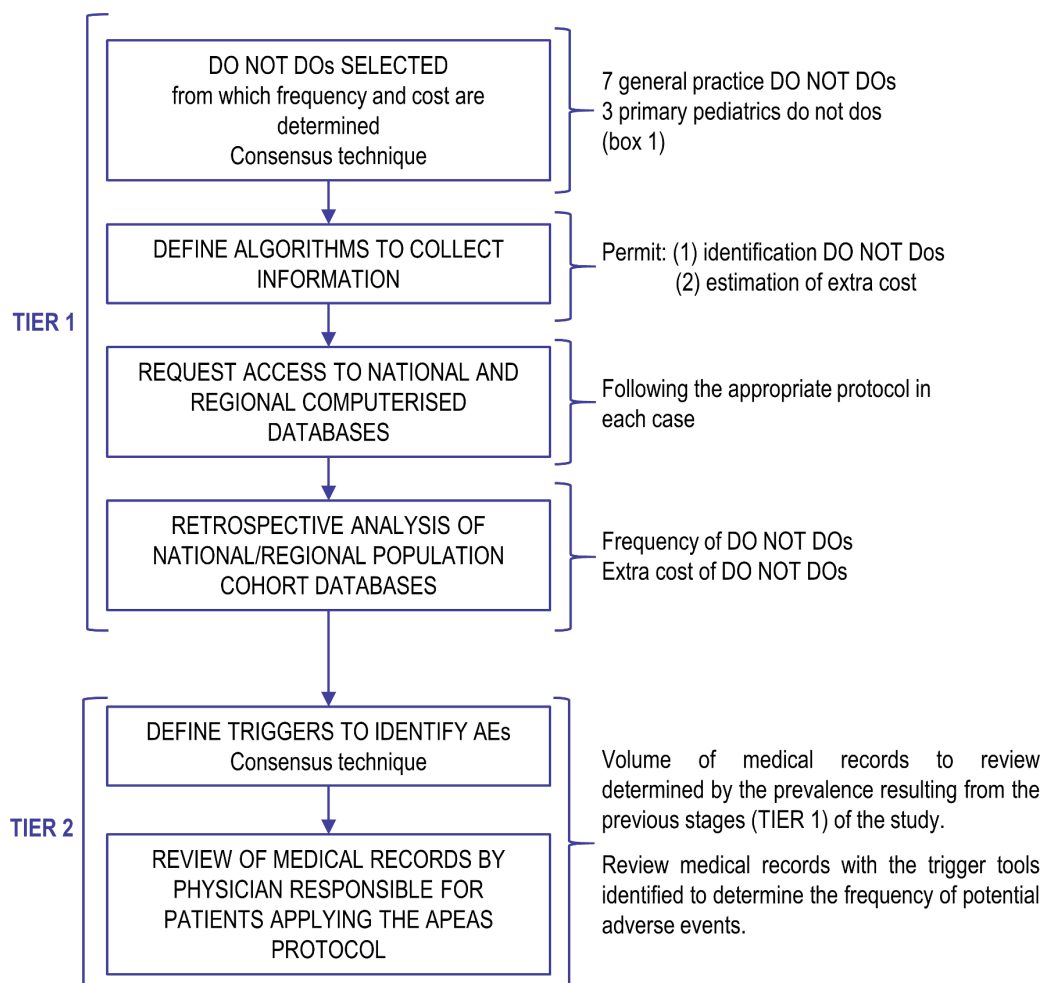 DO NOT DOs SELECTED
from which frequency and cost are
determined
Consensus technique
7 general practice DO NOT DOs
3 primary pediatrics do not dos
(box 1)
DEFINE ALGORITHMS TO COLLECT
INFORMATION
Permit: (1) identification DO NOT Dos
(2) estimation of extra cost
TIER 1
REQUEST ACCESS TO NATIONAL AND
REGIONAL COMPUTERISED
DATABASES
Following the appropriate protocol in
each case
RETROSPECTIVE ANALYSIS OF
NATIONAL/REGIONAL POPULATION
COHORT DATABASES
Frequency of DO NOT DOs
Extra cost of DO NOT DOs
DEFINE TRIGGERS TO IDENTIFY AEs
Consensus technique
TIER 2
REVIEW OF MEDICAL RECORDS BY
PHYSICIAN RESPONSIBLE FOR
PATIENTS APPLYING THE APEAS
PROTOCOL
Volume of medical records to review
determined by the prevalence resulting from the
previous stages (TIER 1) of the study.
Review medical records with the trigger tools
identified to determine the frequency of potential
adverse events.